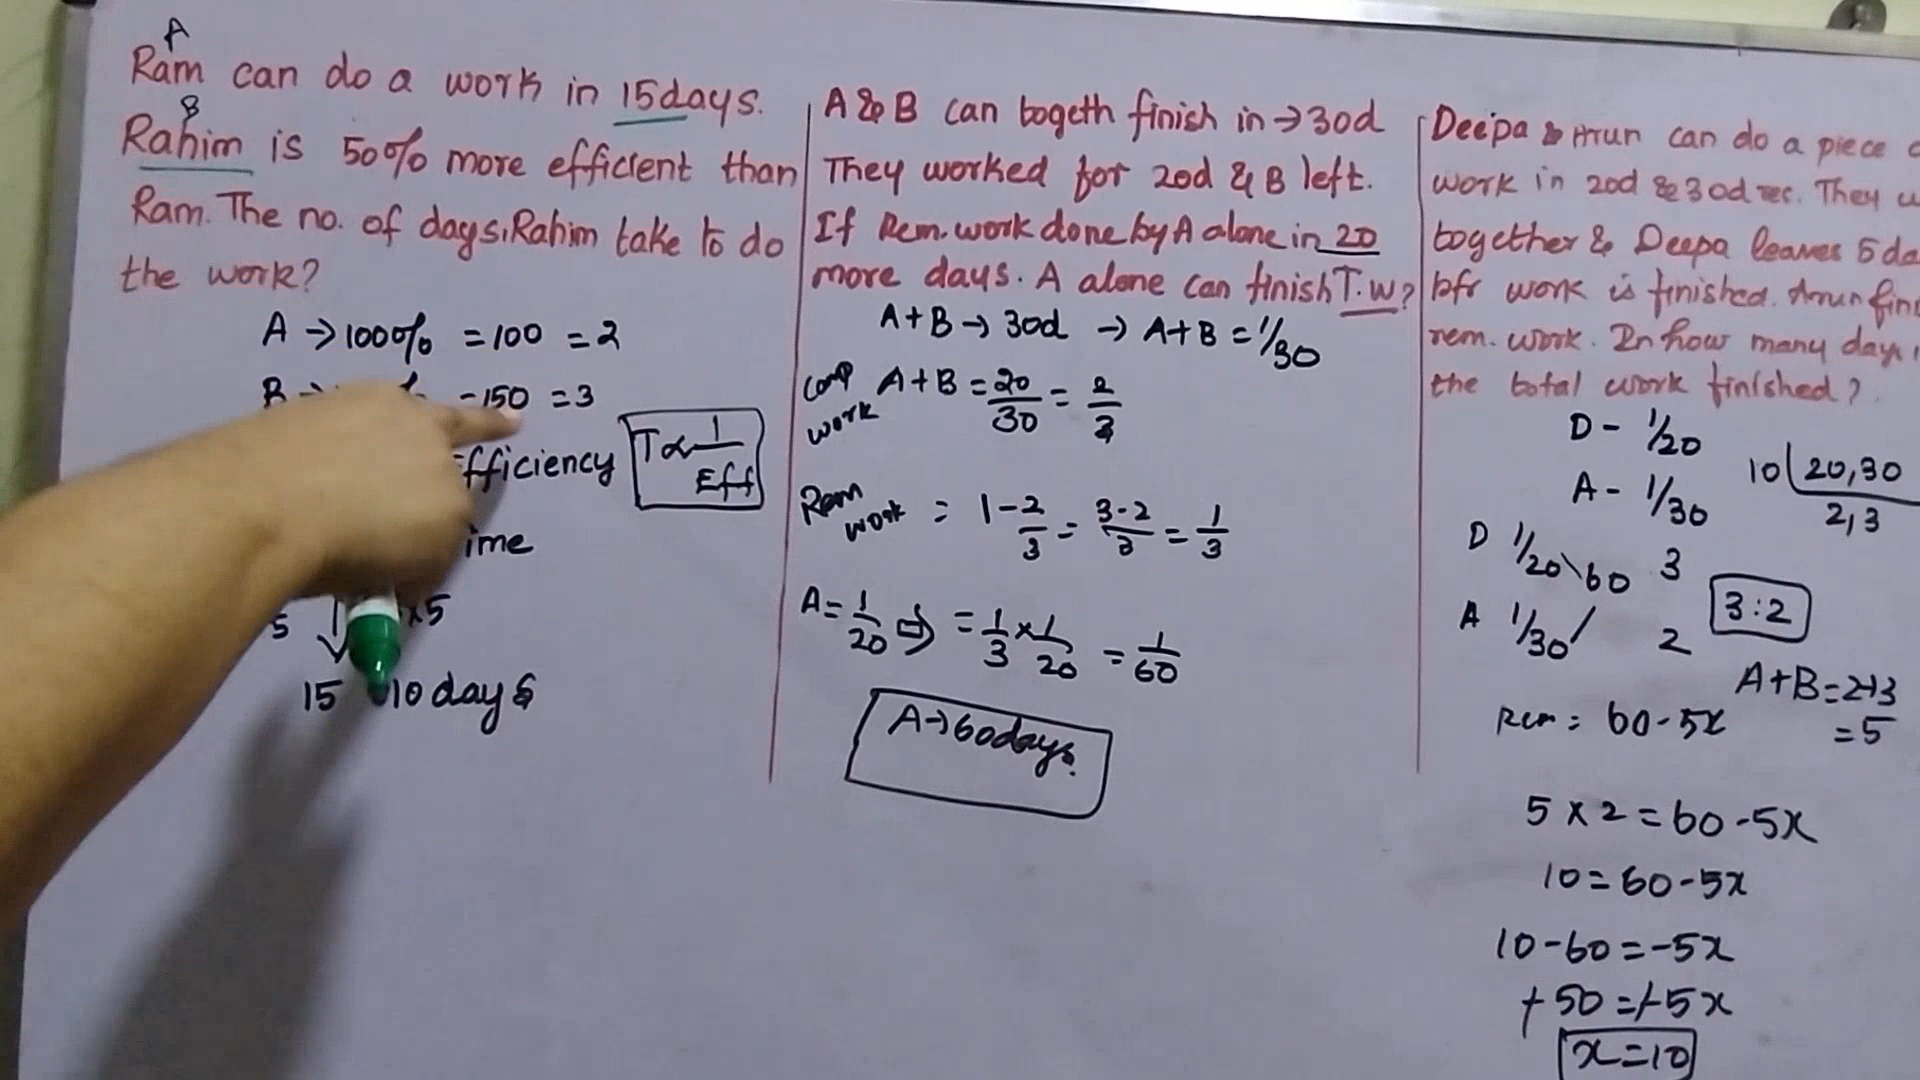 A
Ram can do a work in 15days.
B
Rahim is 50% more efficient than
Ram. The no. of days, Rahim take to do
the work?
A → 100% = 100 = 2
B → - 150 = 3
fficiency T ∝ 1/Eff
ime
5 ×5
15 10 days
A & B can togeth finish in → 30d
They worked for 20d & B left.
If Rem. work done by A alone in 20
more days. A alone can finish T.W?
A+B → 30d → A+B = 1/30
comp work A+B = 20/30 = 2/3
Rem work = 1-2/3 = 3-2/3 = 1/3
A = 1/20 ⇒ = 1/3 × 1/20 = 1/60
A→60days.
Deepa & Arun can do a piece
work in 20d & 30d rec. They
together & Deepa leaves 5 da
bfr work is finished. Arun fin
rem. work. In how many days
the total work finished?
D - 1/20
A - 1/30
10 20,30
2,3
D 1/20 \ 60 3
A 1/30 / 2
3:2
A+B=2+3
=5
Rem = 60-5x
5×2=60-5x
10=60-5x
10-60=-5x
+50=+5x
x=10